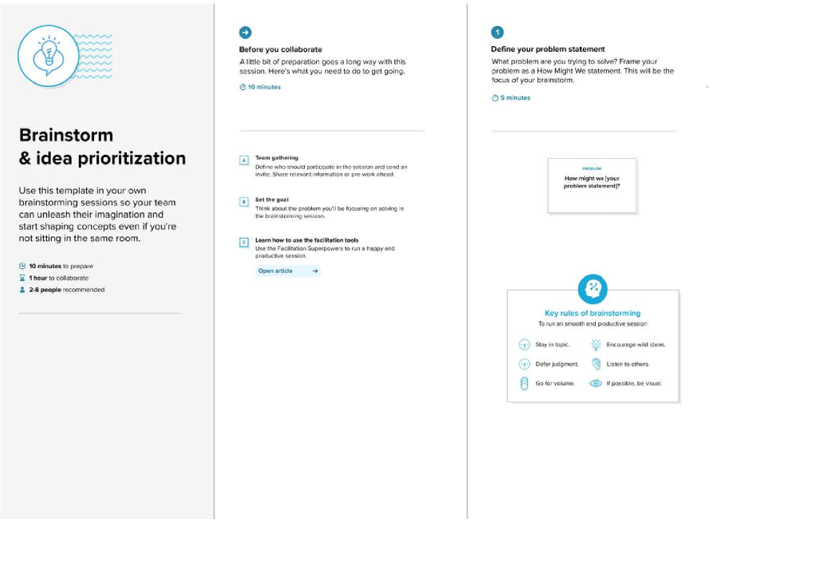 Brainstorm
& idea prioritization
Use this template in your own
brainstorming sessions so your team
can unleash their imagination and
start shaping concepts even if you're
not sitting in the same room.
10 minutes to prepare
1 hour to collaborate
2-8 people recommended
Before you collaborate
A little bit of preparation goes a long way with this
session. Here's what you need to do to get going.
10 minutes
A
Team gathering
Define who should participate in the session and send an
invite. Share relevant information or pre-work ahead.
B
Set the goal
Think about the problem you'll be focusing on solving in
the brainstorming session.
C
Learn how to use the facilitation tools
Use the Facilitation Superpowers to run a happy and
productive session.
Open article
1
Define your problem statement
What problem are you trying to solve? Frame your
problem as a How Might We statement. This will be the
focus of your brainstorm.
5 minutes
PROBLEM
How might we [your
problem statement]?
Key rules of brainstorming
To run an smooth and productive session
Stay in topic.
Encourage wild ideas.
Defer judgment.
Listen to others.
Go for volume.
If possible, be visual.